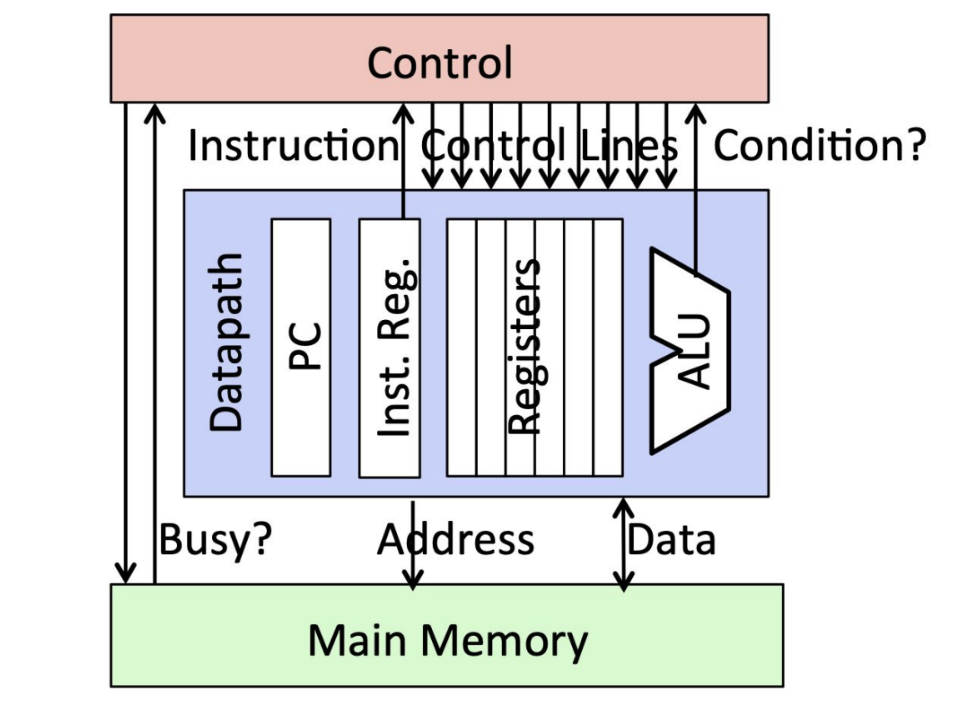 Control
Instruction Control Lines Condition?
Datapath
PC
Inst. Reg.
Registers
ALU
Busy?
Address
Data
Main Memory